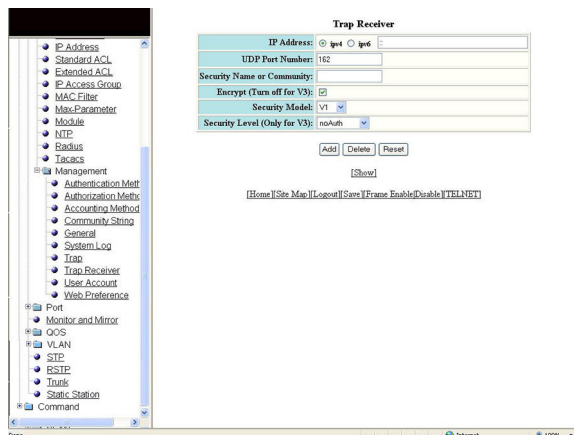 IP Address
Standard ACL
Extended ACL
IP Access Group
MAC Filter
Max-Parameter
Module
NTP
Radius
Tacacs
Management
Authentication Meth
Authorization Metho
Accounting Method
Community String
General
System Log
Trap
Trap Receiver
User Account
Web Preference
Port
Monitor and Mirror
QOS
VLAN
STP
RSTP
Trunk
Static Station
Command
Trap Receiver
IP Address: ipv4 ipv6 ::
UDP Port Number: 162
Security Name or Community:
Encrypt (Turn off for V3):
Security Model: V1
Security Level (Only for V3): noAuth
Add Delete Reset
[Show]
[Home][Site Map][Logout][Save][Frame Enable|Disable][TELNET]
Internet